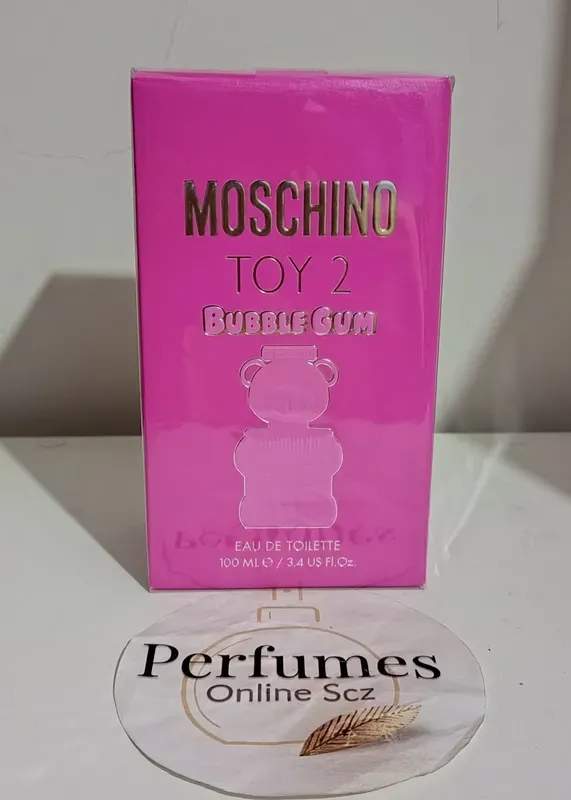 MOSCHINO
TOY 2
BUBBLE GUM
EAU DE TOILETTE
100 ML ℮ / 3.4 US Fl.Oz.
Perfumes
Online Scz